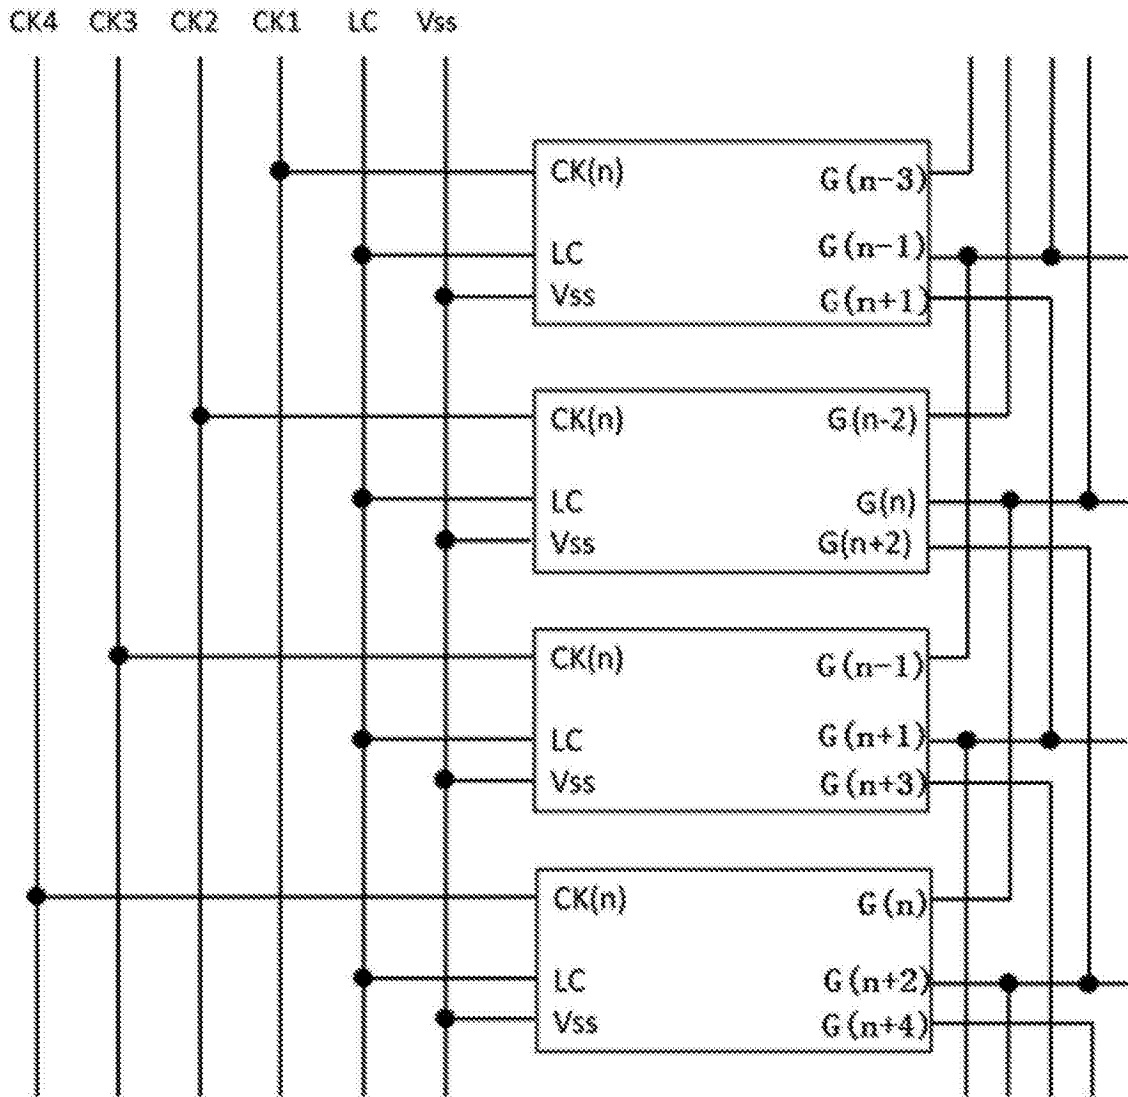 CK4 CK3 CK2 CK1 LC Vss
CK(n) G(n-3)
LC G(n-1)
Vss G(n+1)
CK(n) G(n-2)
LC G(n)
Vss G(n+2)
CK(n) G(n-1)
LC G(n+1)
Vss G(n+3)
CK(n) G(n)
LC G(n+2)
Vss G(n+4)